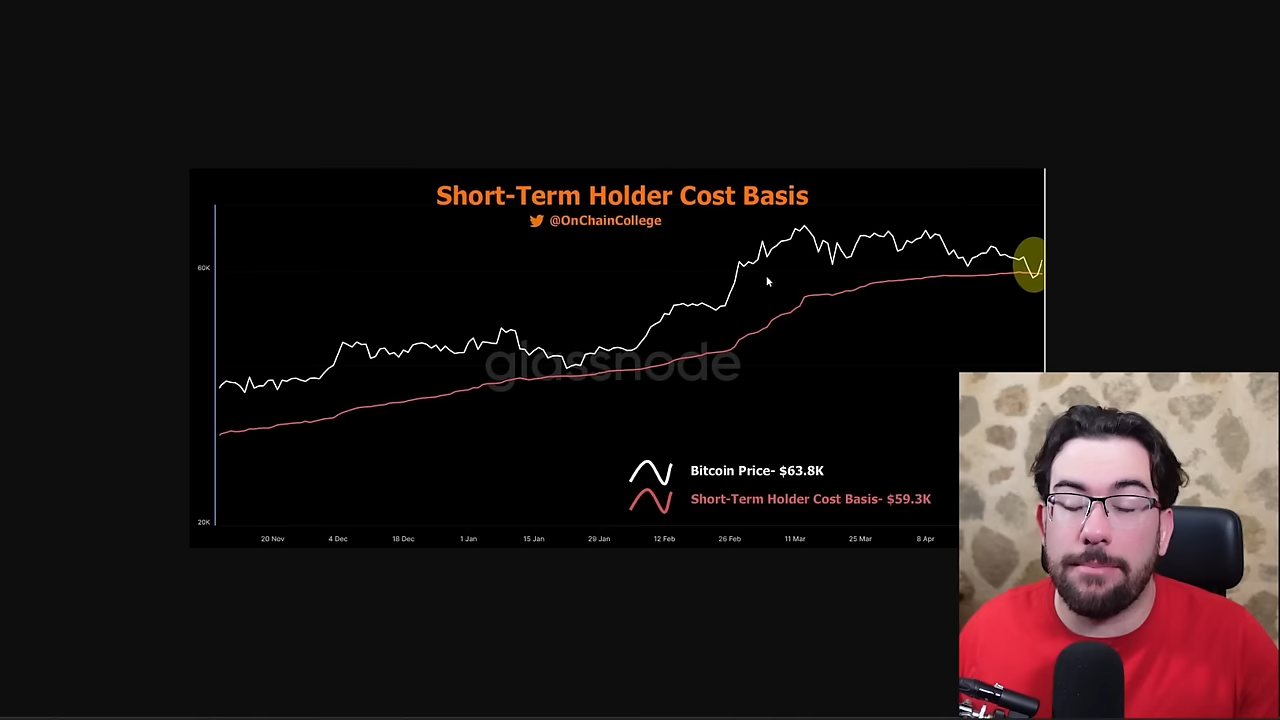 Short-Term Holder Cost Basis
@OnChainCollege
60K
glassnode
Bitcoin Price- $63.8K
Short-Term Holder Cost Basis- $59.3K
20K
20 Nov 4 Dec 18 Dec 1 Jan 15 Jan 29 Jan 12 Feb 26 Feb 11 Mar 25 Mar 8 Apr